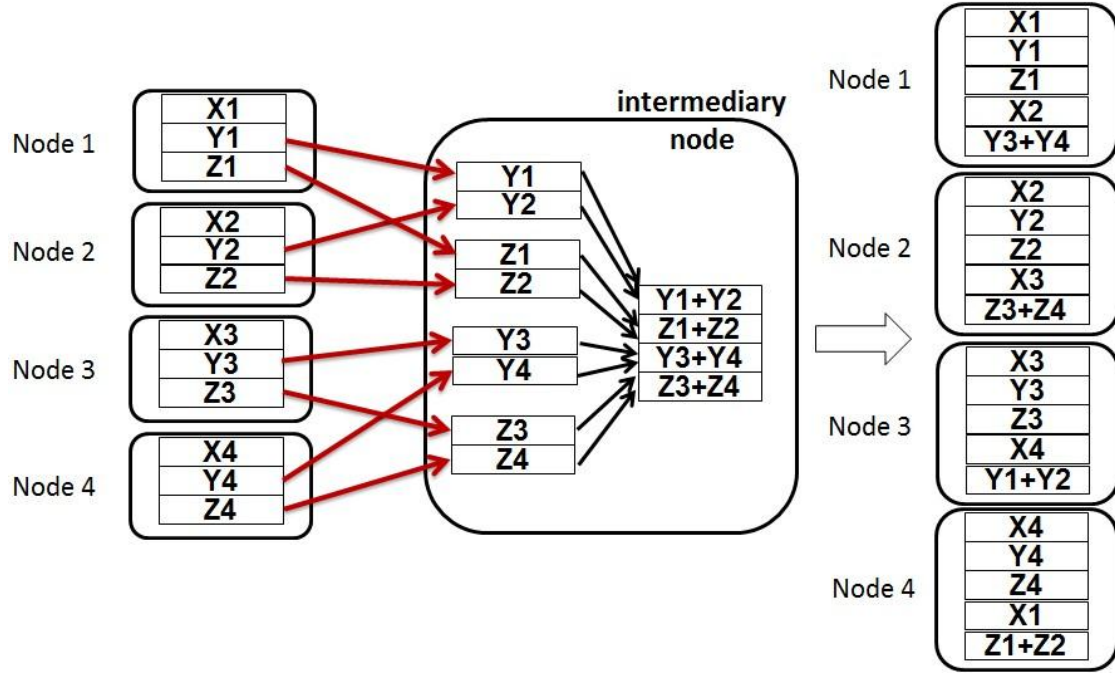 Node 1
X1
Y1
Z1
Node 2
X2
Y2
Z2
Node 3
X3
Y3
Z3
Node 4
X4
Y4
Z4
intermediary
node
Y1
Y2
Z1
Z2
Y3
Y4
Z3
Z4
Y1+Y2
Z1+Z2
Y3+Y4
Z3+Z4
Node 1
X1
Y1
Z1
X2
Y3+Y4
Node 2
X2
Y2
Z2
X3
Z3+Z4
Node 3
X3
Y3
Z3
X4
Y1+Y2
Node 4
X4
Y4
Z4
X1
Z1+Z2